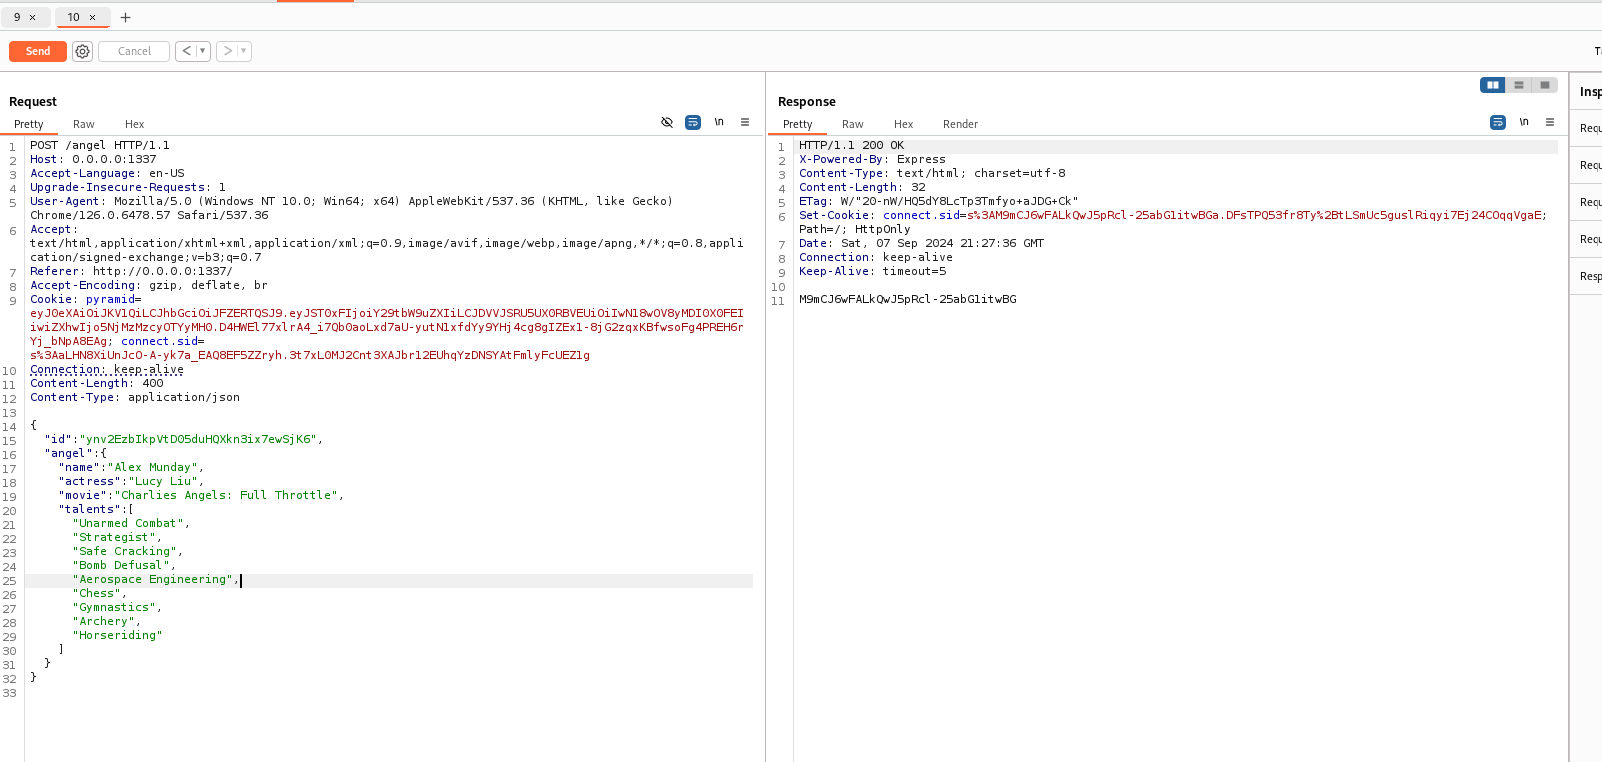 9 × 10 × +
Send Cancel < > T
Request
Pretty Raw Hex \n
1 POST /angel HTTP/1.1
2 Host: 0.0.0.0:1337
3 Accept-Language: en-US
4 Upgrade-Insecure-Requests: 1
5 User-Agent: Mozilla/5.0 (Windows NT 10.0; Win64; x64) AppleWebKit/537.36 (KHTML, like Gecko)
Chrome/126.0.6478.57 Safari/537.36
6 Accept:
text/html,application/xhtml+xml,application/xml;q=0.9,image/avif,image/webp,image/apng,*/*;q=0.8,appli
cation/signed-exchange;v=b3;q=0.7
7 Referer: http://0.0.0.0:1337/
8 Accept-Encoding: gzip, deflate, br
9 Cookie: pyramid=
eyJ0eXAiOiJKV1QiLCJhbGciOiJFZERTQSJ9.eyJST0xFIjoiY29tbW9uZXIiLCJDVVJSRU5UX0RBVEUiOiIwN18wOV8yMDI0X0FEI
iwiZXhwIjo5NjMzMzcyOTYyMH0.D4HWEl77xlrA4_i7Qb0aoLxd7aU-yutN1xfdYy9YHj4cg8gIZEx1-8jG2zqxKBfwsoFg4PREH6r
Yj_bNpA8EAg; connect.sid=
s%3AaLHN8XiUnJcO-A-yk7a_EAQ8EF5ZZryh.3t7xL0MJ2Cnt3XAJbr12EUhqYzDNSYAtFmlyFcUEZ1g
10 Connection: keep-alive
11 Content-Length: 400
12 Content-Type: application/json
13
14 {
15 "id":"ynv2EzbIkpVtD05duHQXkn3ix7ewSjK6",
16 "angel":{
17 "name":"Alex Munday",
18 "actress":"Lucy Liu",
19 "movie":"Charlies Angels: Full Throttle",
20 "talents":[
21 "Unarmed Combat",
22 "Strategist",
23 "Safe Cracking",
24 "Bomb Defusal",
25 "Aerospace Engineering",
26 "Chess",
27 "Gymnastics",
28 "Archery",
29 "Horseriding"
30 ]
31 }
32 }
33
Response
Pretty Raw Hex Render \n
1 HTTP/1.1 200 OK
2 X-Powered-By: Express
3 Content-Type: text/html; charset=utf-8
4 Content-Length: 32
5 ETag: W/"20-nW/HQ5dY8LcTp3Tmfyo+aJDG+Ck"
6 Set-Cookie: connect.sid=s%3AM9mCJ6wFALkQwJ5pRcl-25abG1itwBGa.DFsTPQ53fr8Ty%2BtLSmUc5guslRiqyi7Ej24COqqVgaE;
Path=/; HttpOnly
7 Date: Sat, 07 Sep 2024 21:27:36 GMT
8 Connection: keep-alive
9 Keep-Alive: timeout=5
10
11 M9mCJ6wFALkQwJ5pRcl-25abG1itwBG
Insp
Requ
Requ
Requ
Requ
Resp